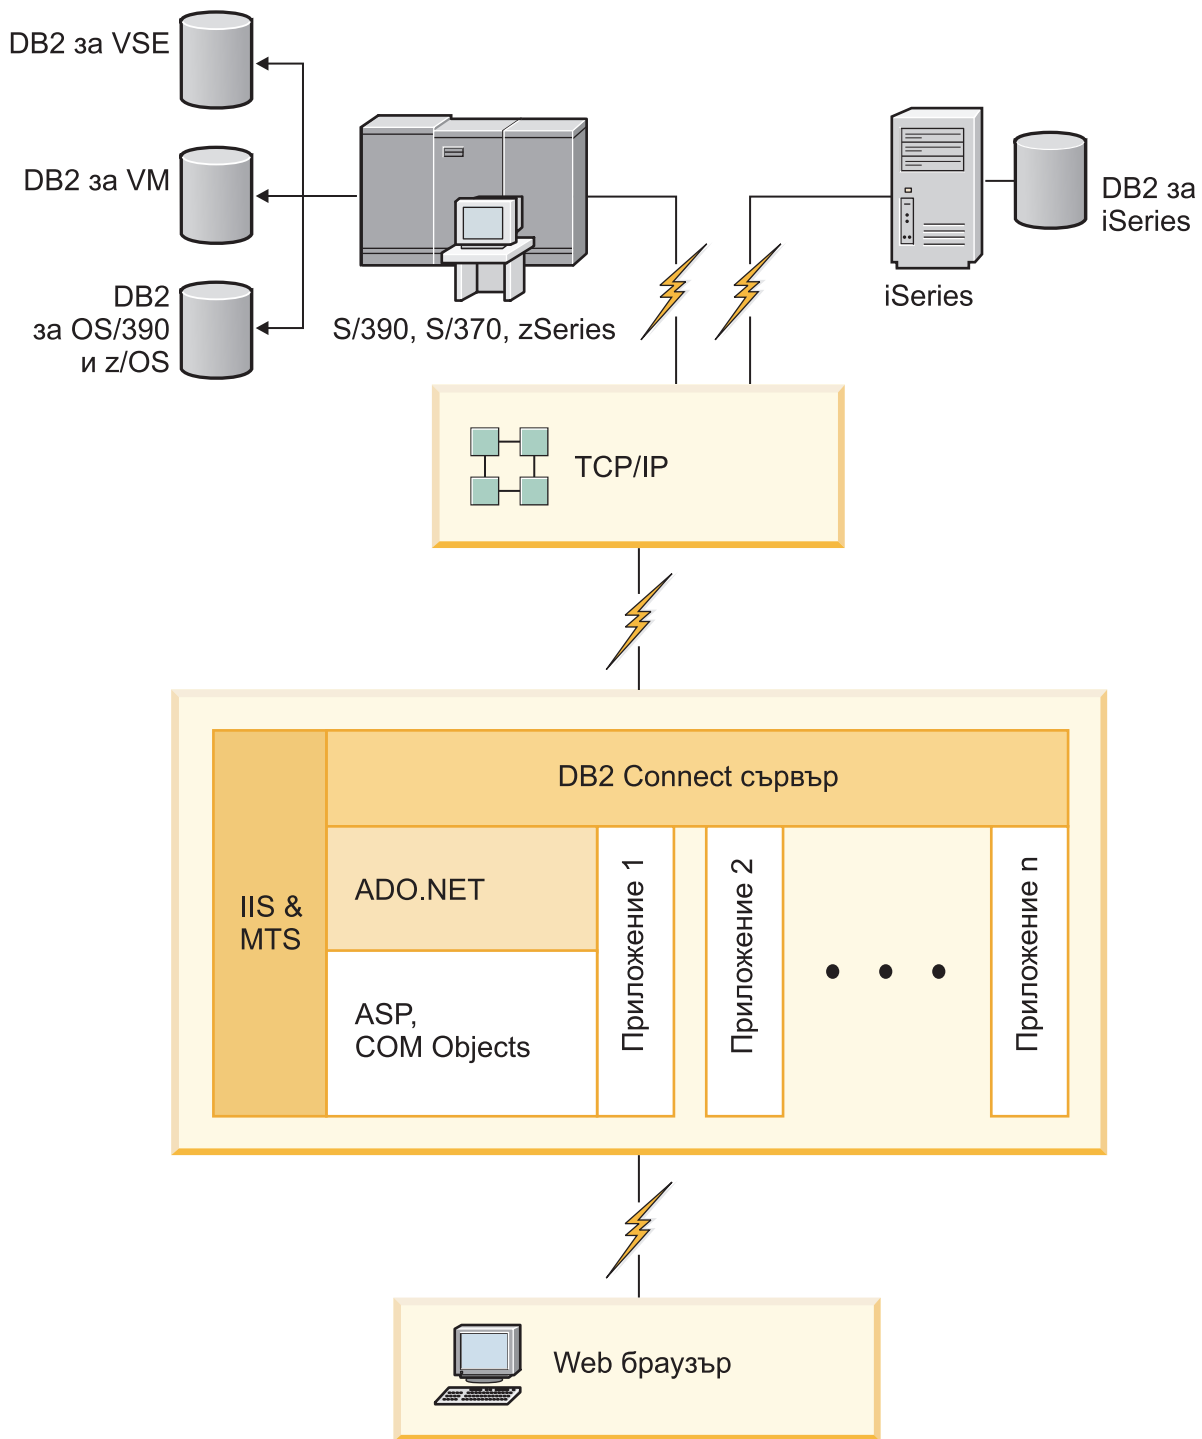 DB2 за VSE
DB2 за VM
DB2
за OS/390
и z/OS
S/390, S/370, zSeries
iSeries
DB2 за
iSeries
TCP/IP
DB2 Connect сървър
IIS &
MTS
ADO.NET
ASP,
COM Objects
Приложение 1
Приложение 2
Приложение n
Web браузър